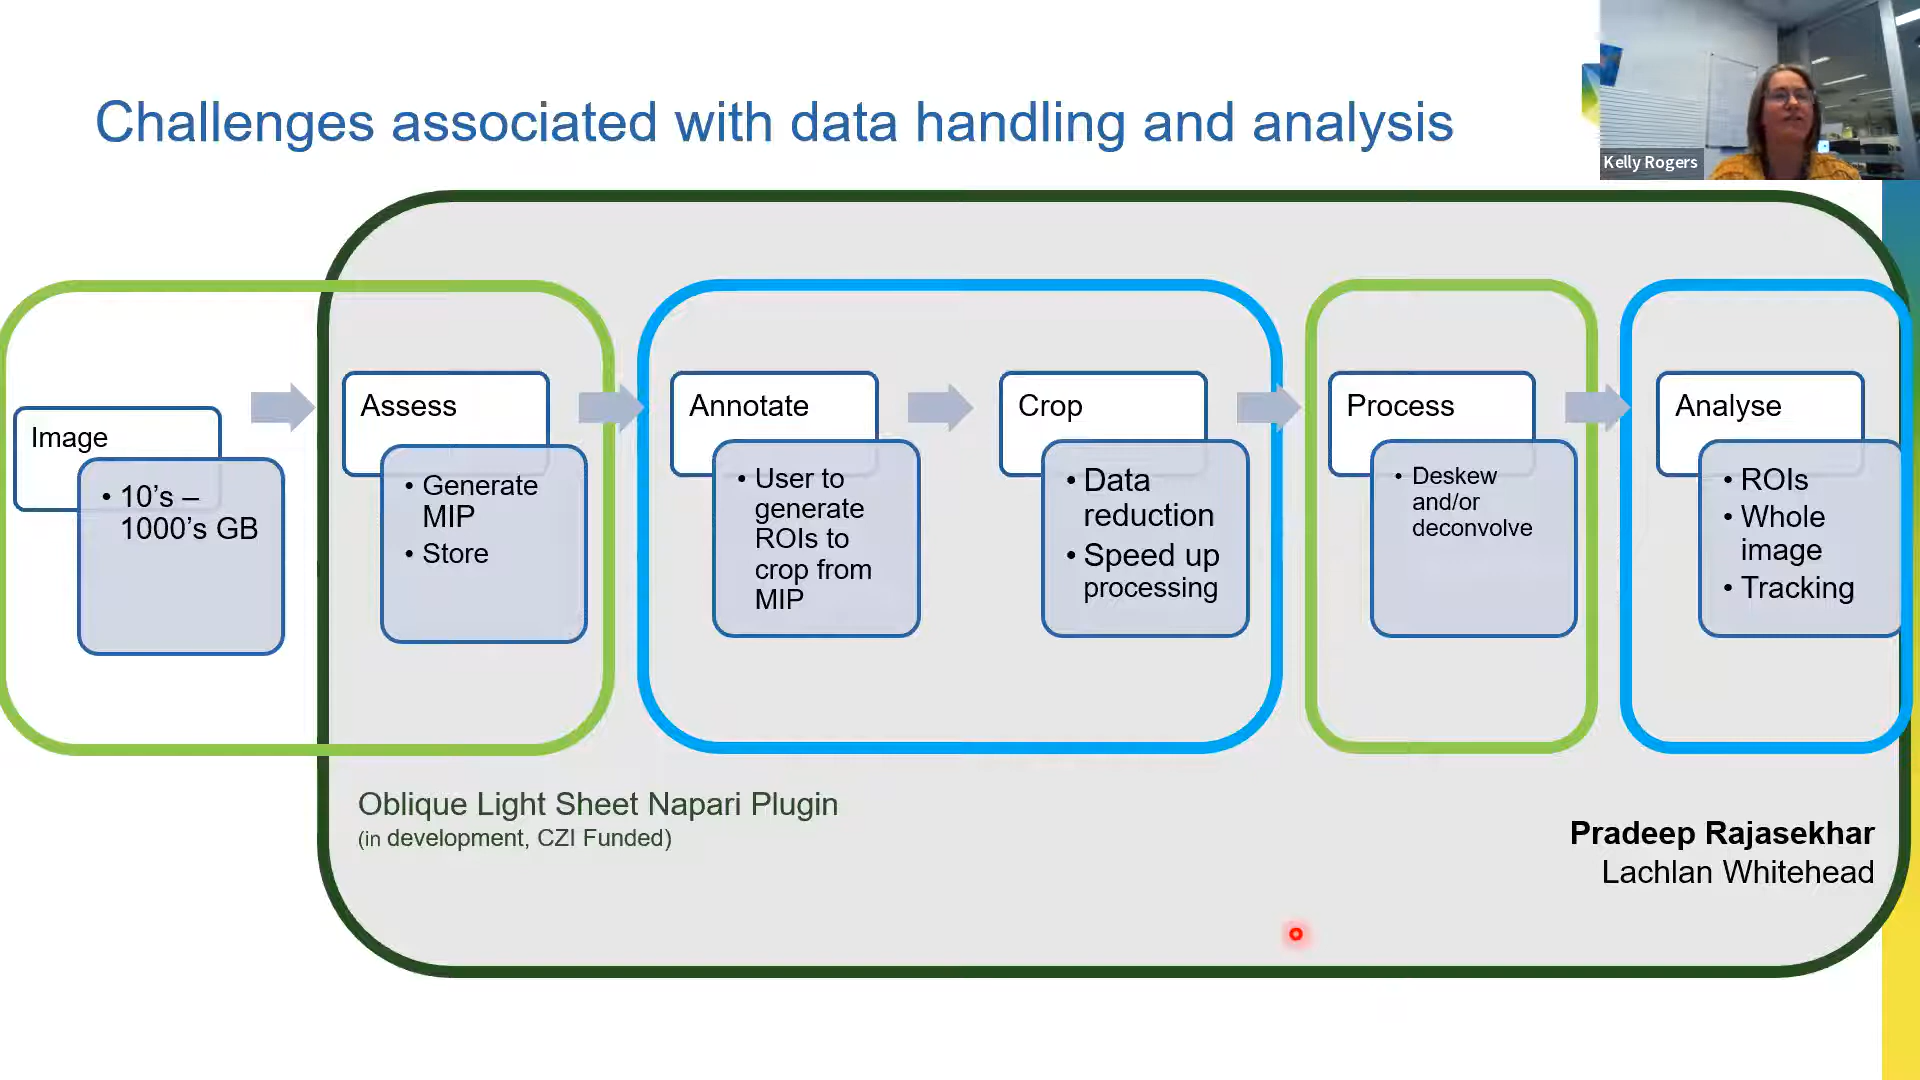 Challenges associated with data handling and analysis
Kelly Rogers
Image
• 10's –
1000's GB
Assess
• Generate
MIP
• Store
Annotate
• User to
generate
ROIs to
crop from
MIP
Crop
• Data
reduction
• Speed up
processing
Process
• Deskew
and/or
deconvolve
Analyse
• ROIs
• Whole
image
• Tracking
Oblique Light Sheet Napari Plugin
(in development, CZI Funded)
Pradeep Rajasekhar
Lachlan Whitehead